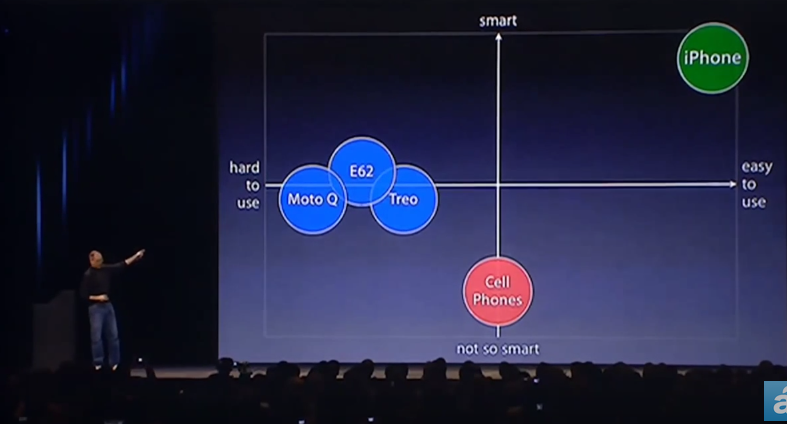 smart
iPhone
hard
to
use
E62
Moto Q
Treo
easy
to
use
Cell
Phones
not so smart